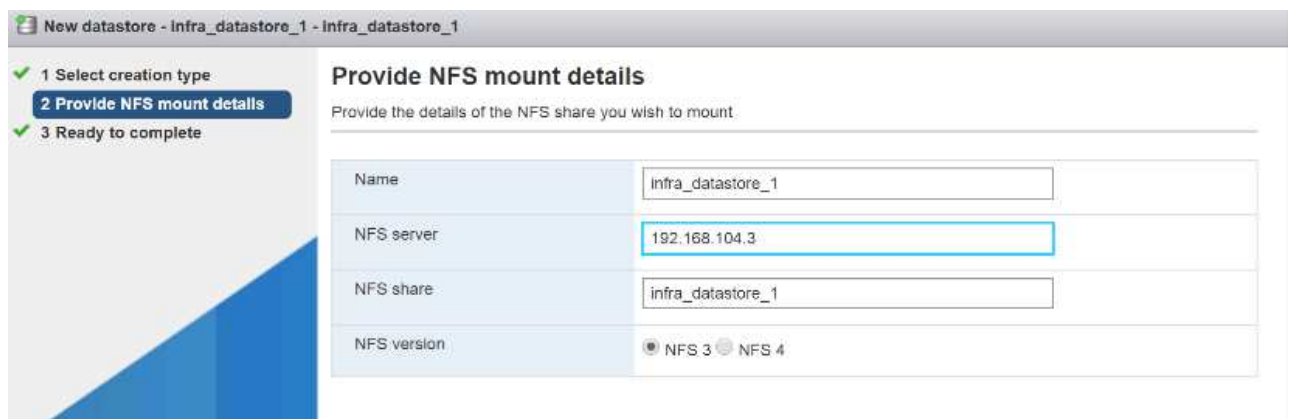 New datastore - infra_datastore_1 - infra_datastore_1
1 Select creation type
2 Provide NFS mount details
3 Ready to complete
Provide NFS mount details
Provide the details of the NFS share you wish to mount
Name
infra_datastore_1
NFS server
192.168.104.3
NFS share
infra_datastore_1
NFS version
NFS 3 NFS 4